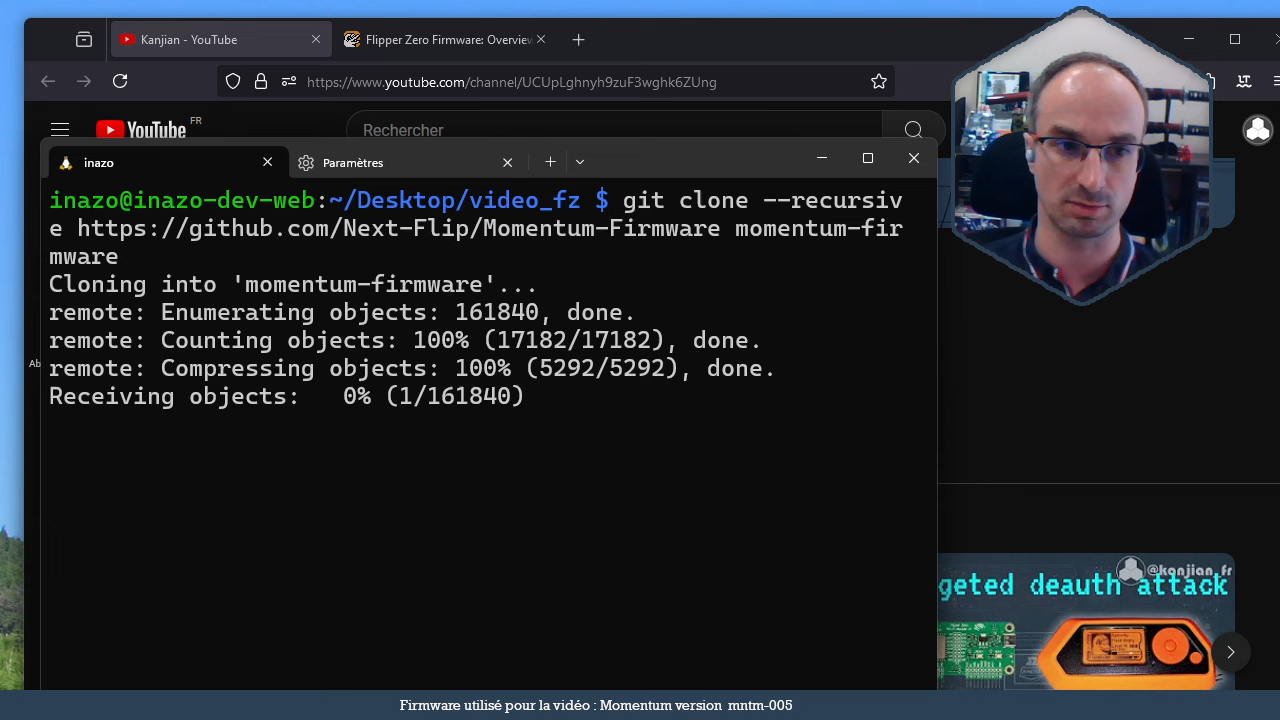 Kanjian - YouTube
Flipper Zero Firmware: Overview
https://www.youtube.com/channel/UCUpLghnyh9zuF3wghk6ZUng
YouTube FR
Rechercher
inazo
Paramètres
inazo@inazo-dev-web:~/Desktop/video_fz $ git clone --recursiv
e https://github.com/Next-Flip/Momentum-Firmware momentum-fir
mware
Cloning into 'momentum-firmware'...
remote: Enumerating objects: 161840, done.
remote: Counting objects: 100% (17182/17182), done.
remote: Compressing objects: 100% (5292/5292), done.
Receiving objects:   0% (1/161840)
Ab
@kanjian_fr
geted deauth attack
Firmware utilisé pour la vidéo : Momentum version mntm-005